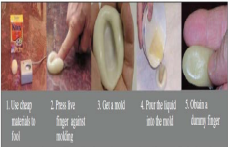 1. Use cheap
materials to
fool
2. Press live
finger against
molding
3. Get a mold
4. Pour the liquid
into the mold
5. Obtain a
dummy finger